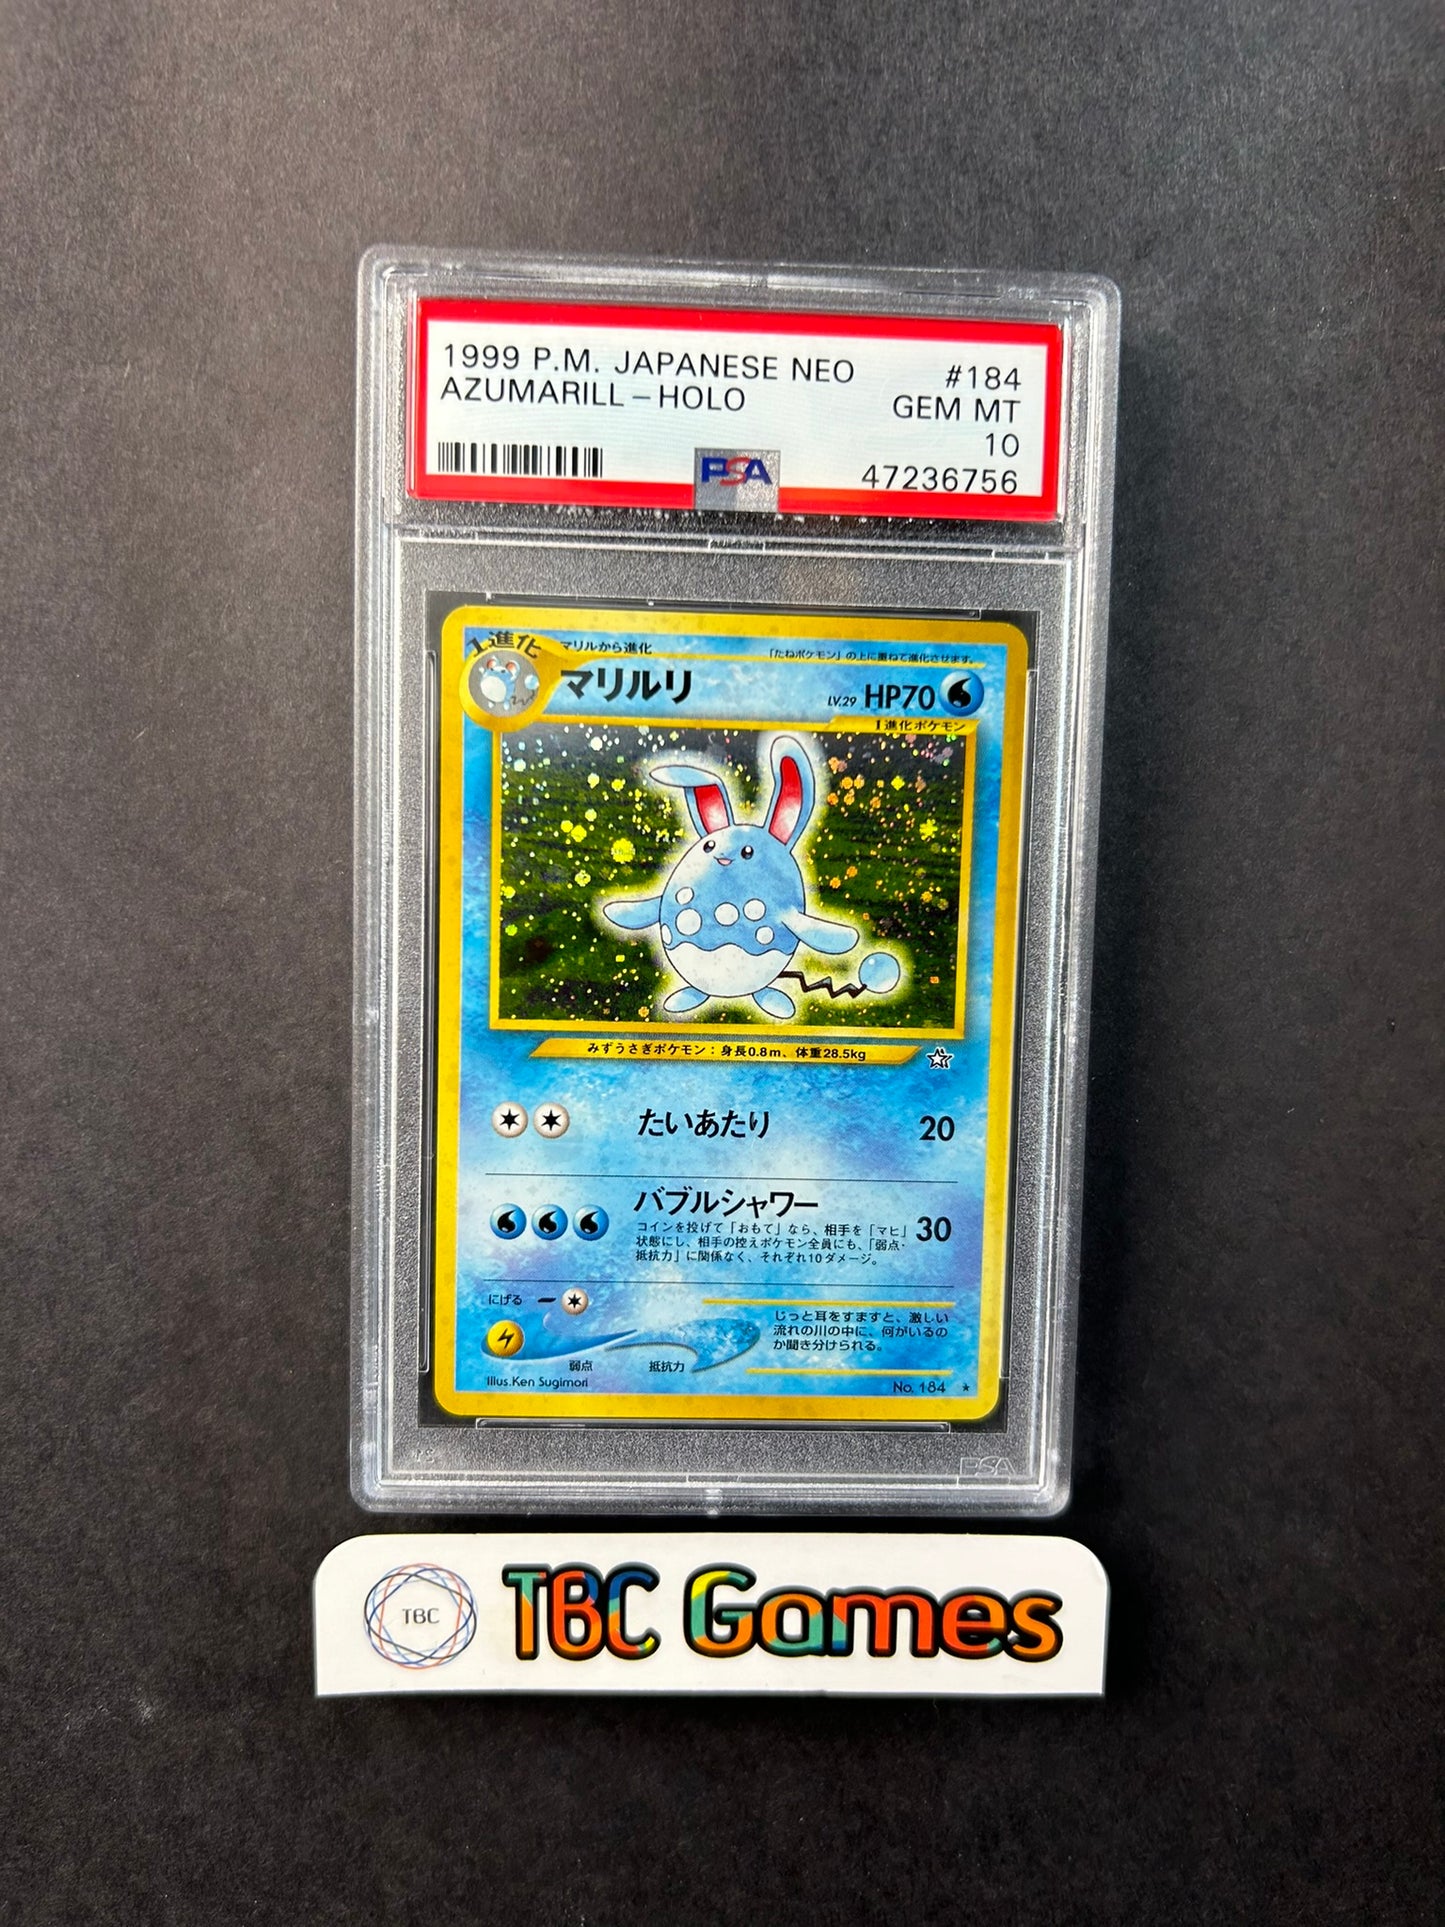 1999 P.M. JAPANESE NEO #184
AZUMARILL-HOLO GEM MT
10
PSA 47236756
1進化 マリルから進化 「たねポケモン」の上に重ねて進化させます。
マリルリ LV.29 HP70
1進化ポケモン
みずうさぎポケモン：身長0.8m、体重28.5kg
たいあたり 20
バブルシャワー
コインを投げて「おもて」なら、相手を「マヒ」 30
状態にし、相手の控えポケモン全員にも、「弱点・
抵抗力」に関係なく、それぞれ10ダメージ。
にげる
じっと耳をすますと、激しい
流れの川の中に、何がいるの
か聞き分けられる。
弱点 抵抗力
Illus.Ken Sugimori No. 184 ★
PSA
TBC TBC Games